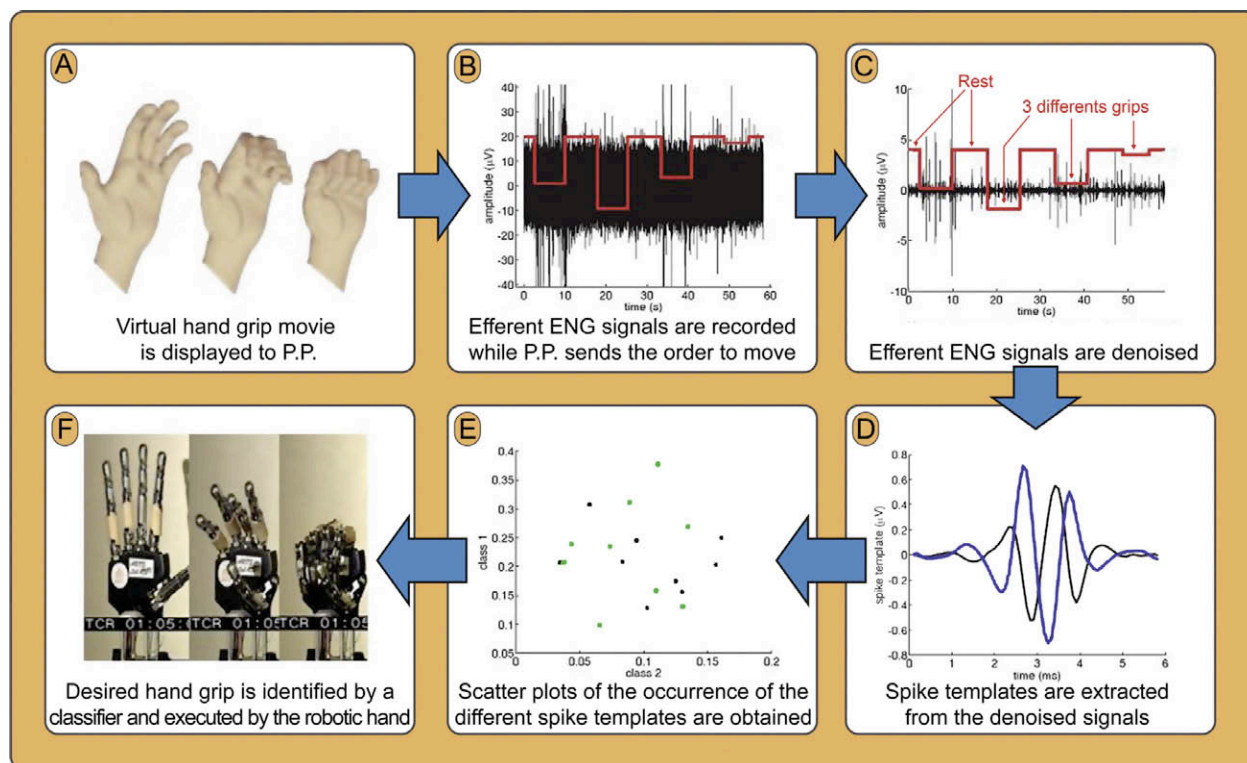 A
Virtual hand grip movie
is displayed to P.P.
B
amplitude (µV)
40
30
20
10
0
-10
-20
-30
-40
0 10 20 30 40 50 60
time (s)
Efferent ENG signals are recorded
while P.P. sends the order to move
C
Rest
3 differents grips
amplitude (µV)
10
5
0
-5
-10
0 10 20 30 40 50
time (s)
Efferent ENG signals are denoised
D
spike template (µV)
0.8
0.6
0.4
0.2
0
-0.2
-0.4
-0.6
-0.8
0 1 2 3 4 5 6
time (ms)
Spike templates are extracted
from the denoised signals
E
class 1
0.4
0.35
0.3
0.25
0.2
0.15
0.1
0.05
0 0.05 0.1 0.15 0.2
class 2
Scatter plots of the occurrence of the
different spike templates are obtained
F
TCR 01:05: TCR 01:05 TCR 01:05
Desired hand grip is identified by a
classifier and executed by the robotic hand